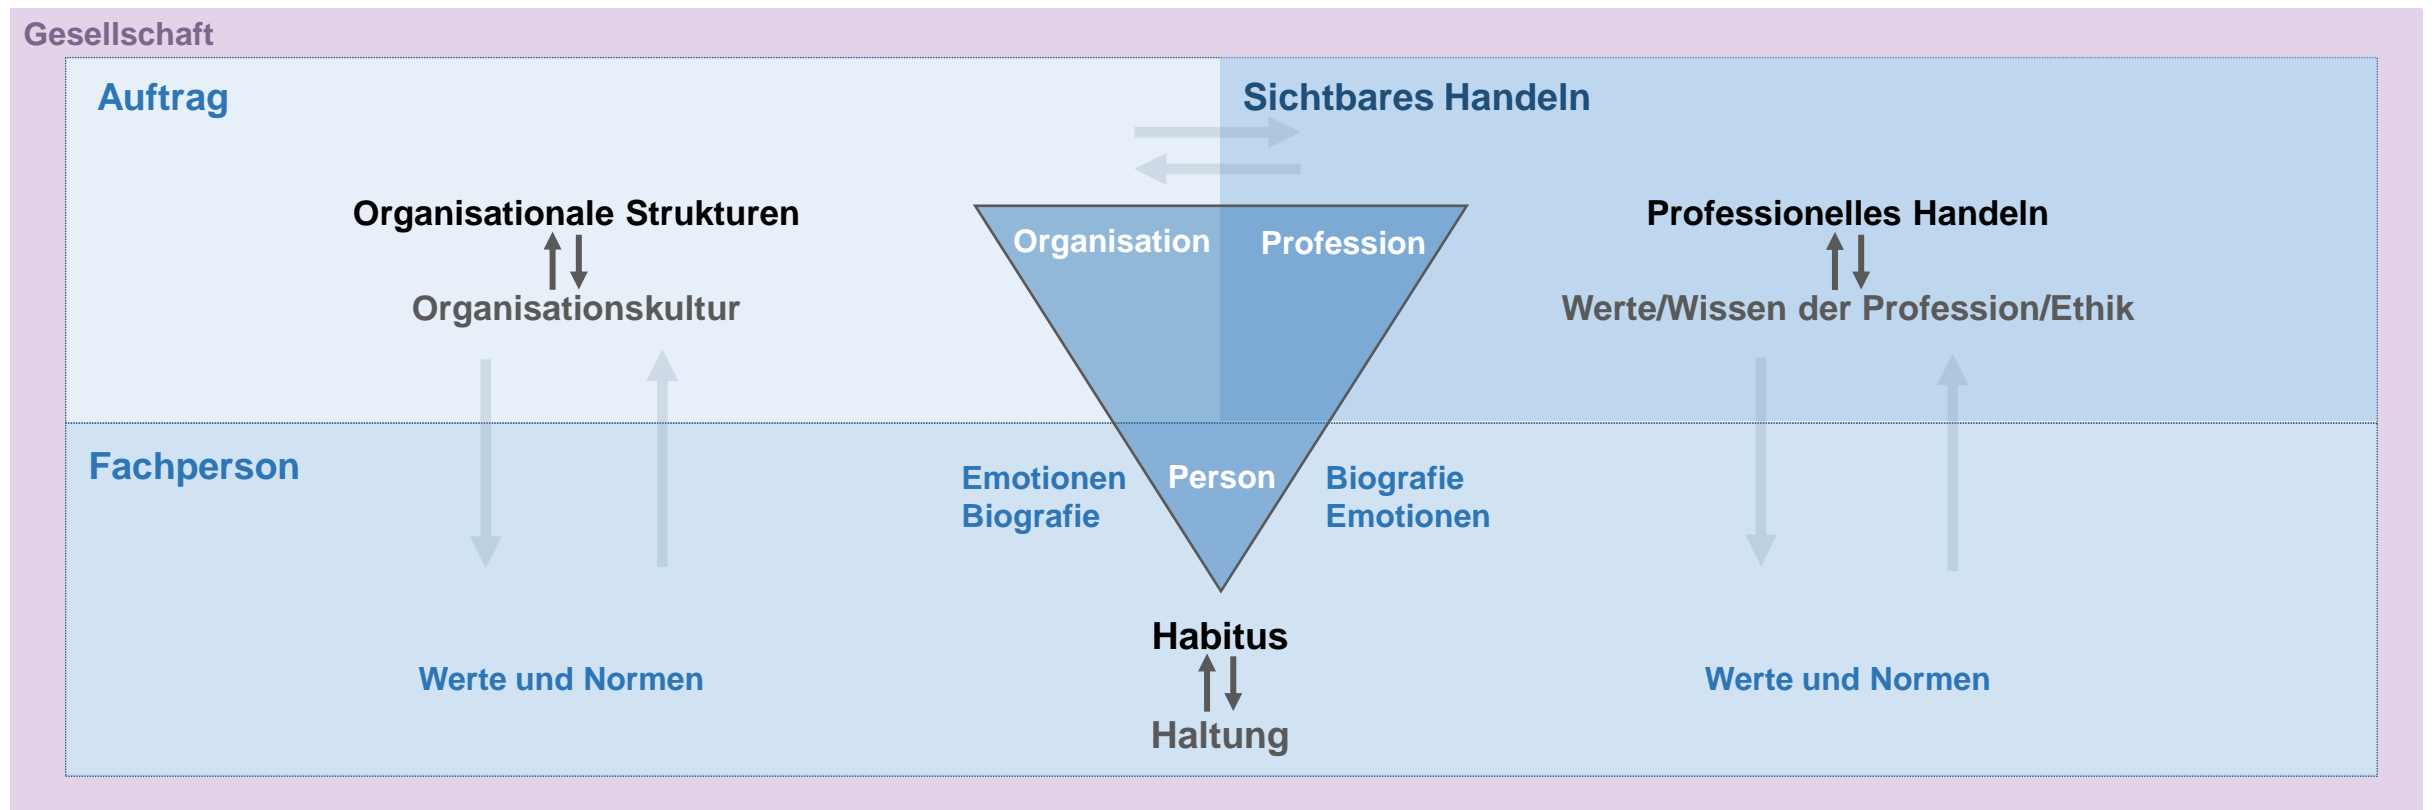 Gesellschaft
Auftrag
Sichtbares Handeln
Organisationale Strukturen
Professionelles Handeln
Organisation
Profession
Organisationskultur
Werte/Wissen der Profession/Ethik
Fachperson
Emotionen
Biografie
Person
Biografie
Emotionen
Habitus
Werte und Normen
Werte und Normen
Haltung